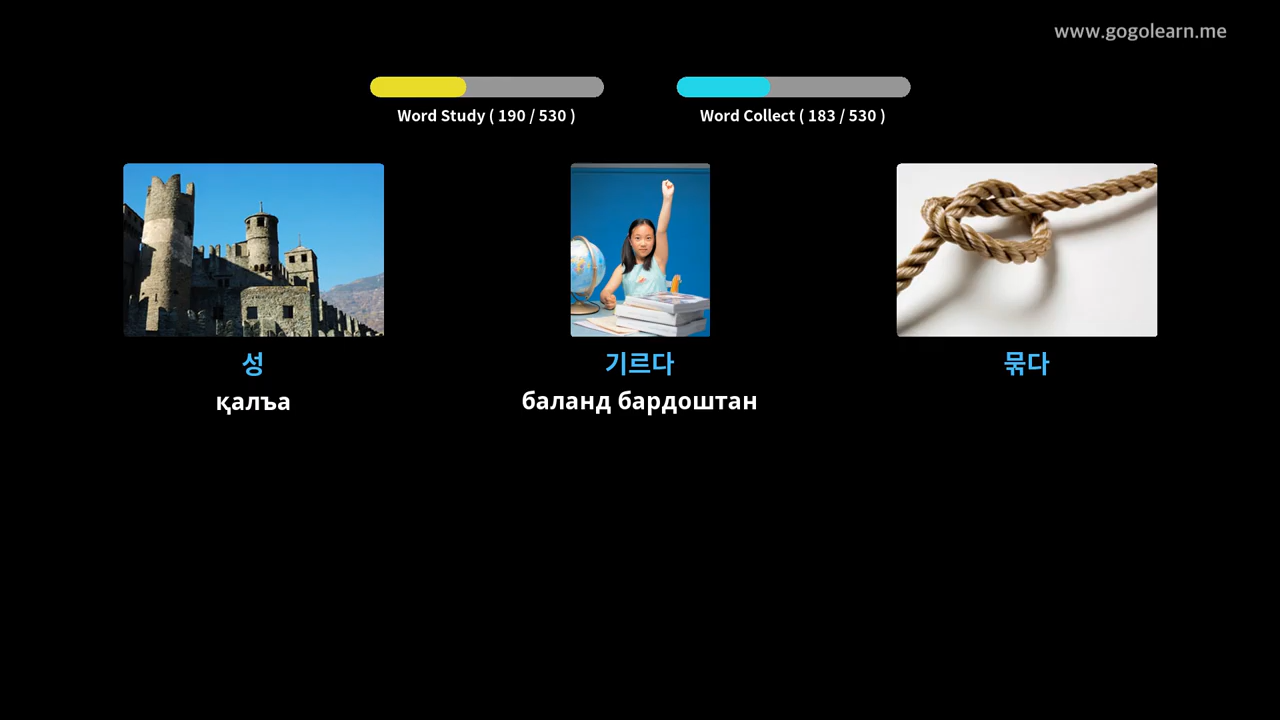 www.gogolearn.me
Word Study ( 190 / 530 )
Word Collect ( 183 / 530 )
성
기르다
묶다
қалъа
баланд бардоштан